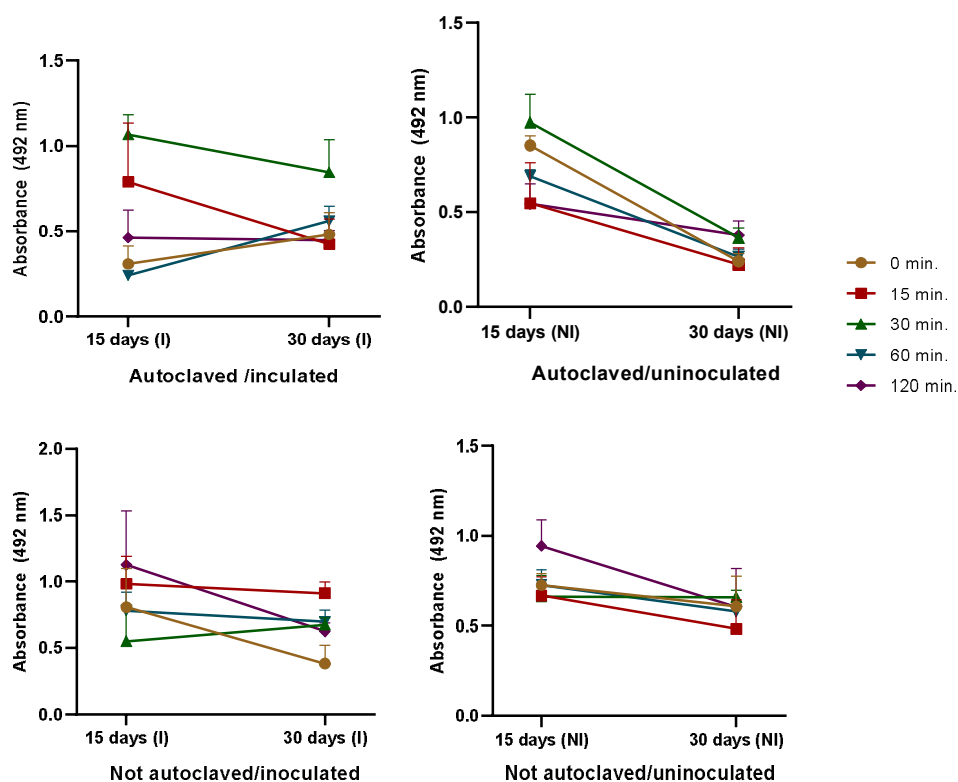 1.5
1.0
0.5
0.0
Absorbance (492 nm)
15 days (I)
30 days (I)
Autoclaved /inculated
1.5
1.0
0.5
0.0
Absorbance (492 nm)
15 days (NI)
30 days (NI)
Autoclaved/uninoculated
0 min.
15 min.
30 min.
60 min.
120 min.
2.0
1.5
1.0
0.5
0.0
Absorbance (492 nm)
15 days (I)
30 days (I)
Not autoclaved/inoculated
1.5
1.0
0.5
0.0
Absorbance (492 nm)
15 days (NI)
30 days (NI)
Not autoclaved/uninoculated